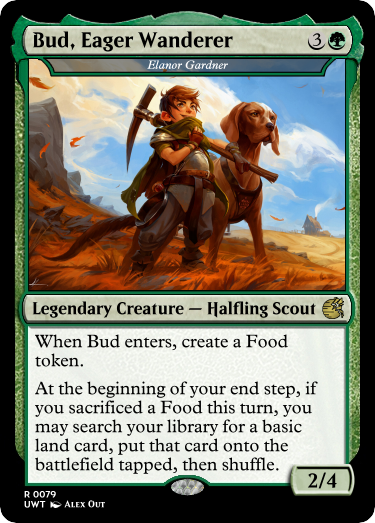 Bud, Eager Wanderer 3
Elanor Gardner
Legendary Creature — Halfling Scout
When Bud enters, create a Food
token.
At the beginning of your end step, if
you sacrificed a Food this turn, you
may search your library for a basic
land card, put that card onto the
battlefield tapped, then shuffle.
2/4
R 0079
UWT Alex Out